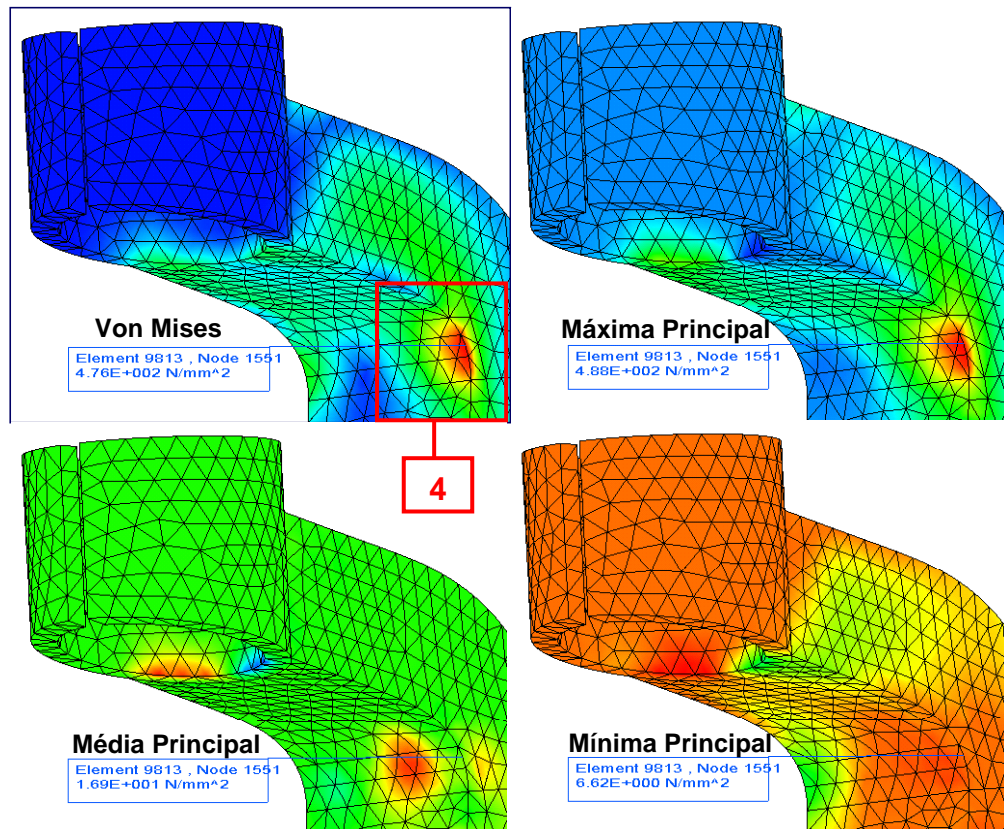 Von Mises
Element 9813 , Node 1551
4.76E+002 N/mm^2
Máxima Principal
Element 9813 , Node 1551
4.88E+002 N/mm^2
4
Média Principal
Element 9813 , Node 1551
1.69E+001 N/mm^2
Mínima Principal
Element 9813 , Node 1551
6.62E+000 N/mm^2